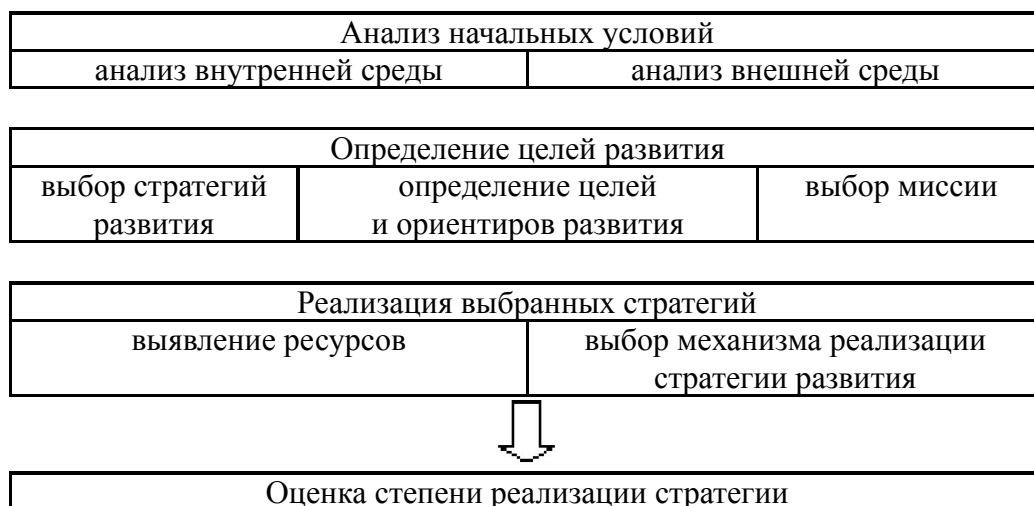 Анализ начальных условий
анализ внутренней среды
анализ внешней среды
Определение целей развития
выбор стратегий
развития
определение целей
и ориентиров развития
выбор миссии
Реализация выбранных стратегий
выявление ресурсов
выбор механизма реализации
стратегии развития
Оценка степени реализации стратегии